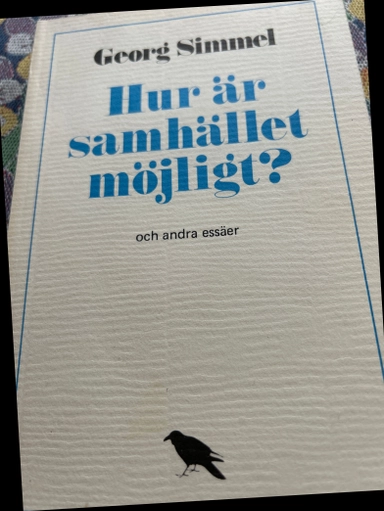 Georg Simmel
Hur är
samhället
möjligt?
och andra essäer